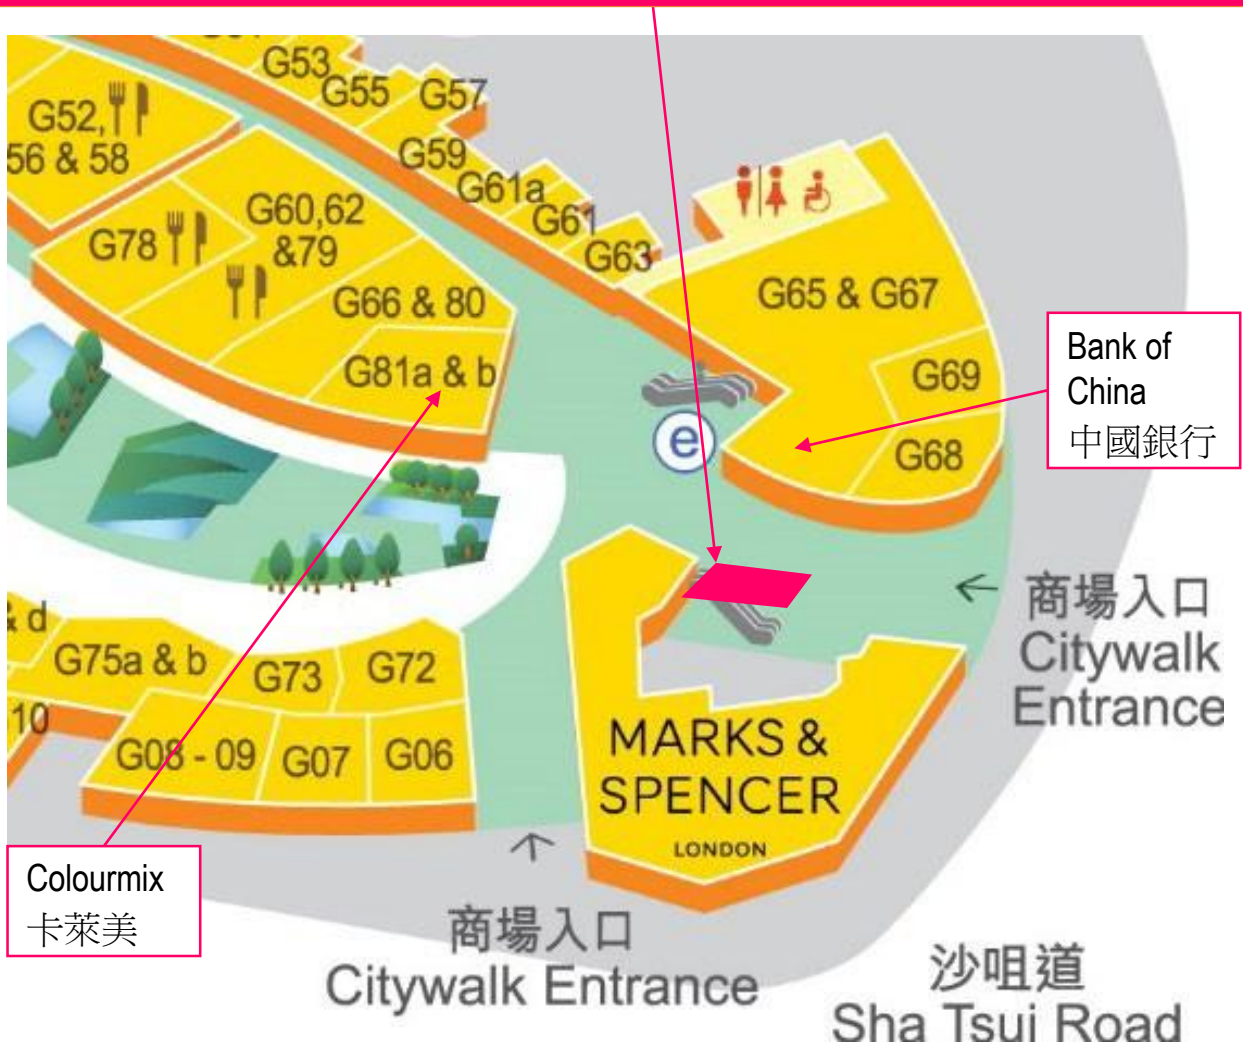 G53
G55
G57
G52,
56 & 58
G59
G61a
G61
G63
G60,62
&79
G78
G66 & 80
G81a & b
G65 & G67
G69
G68
Bank of
China
中國銀行
e
商場入口
Citywalk
Entrance
& d
G75a & b
G73
G72
10
G08 - 09
G07
G06
MARKS &
SPENCER
LONDON
Colourmix
卡萊美
商場入口
Citywalk Entrance
沙咀道
Sha Tsui Road